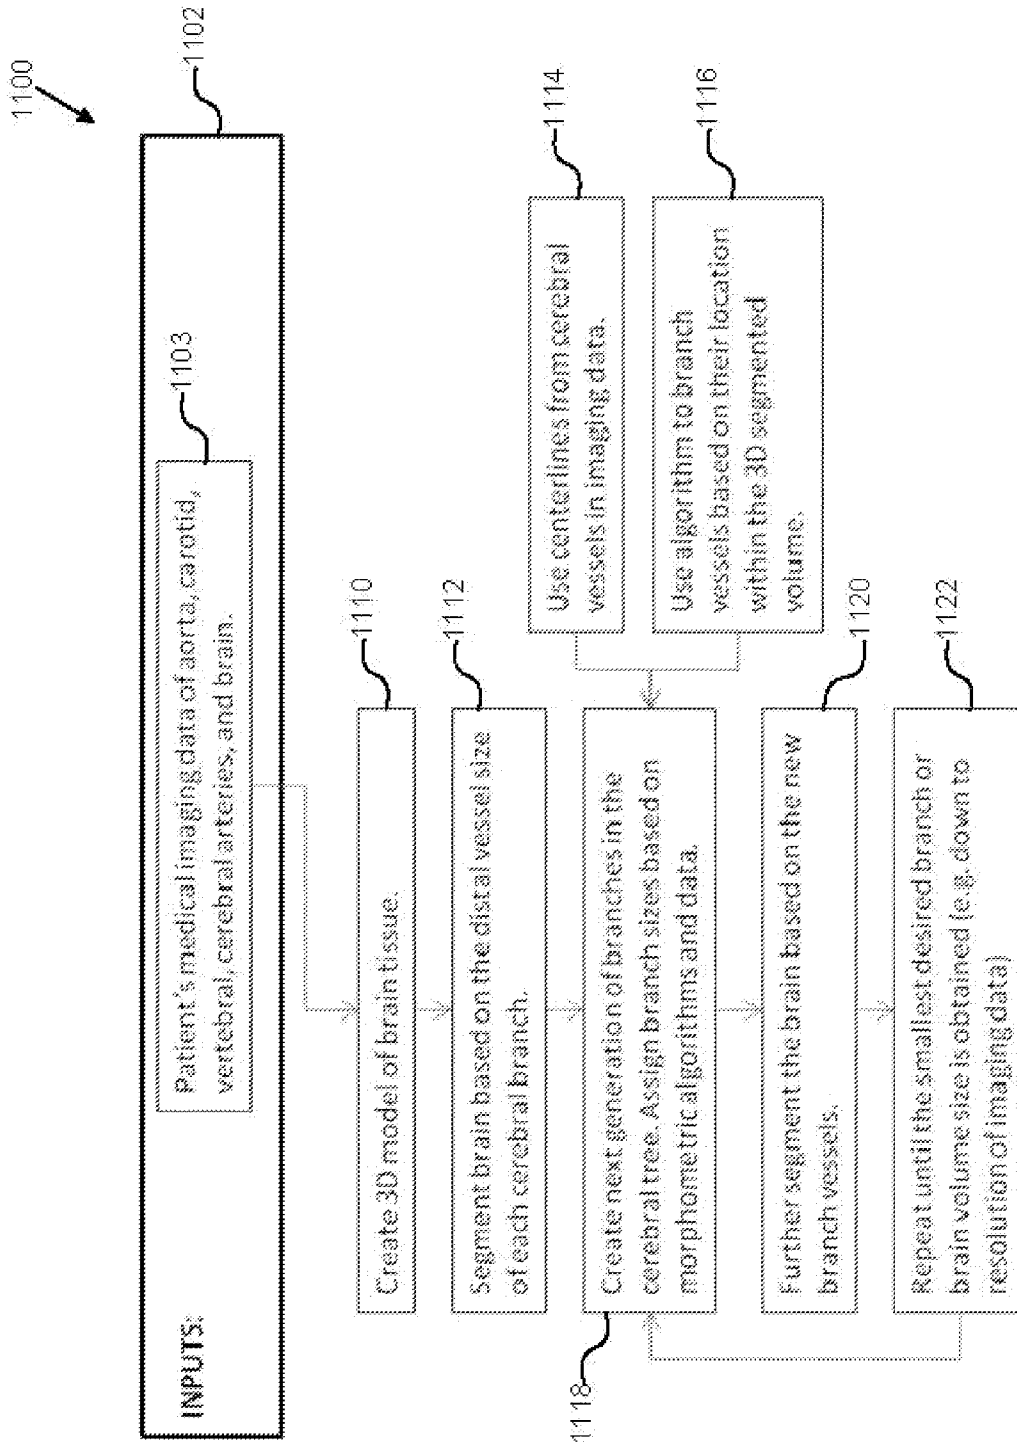 1100
1102
INPUTS:
1103
Patient's medical imaging data of aorta, carotid,
vertebral, cerebral arteries, and brain.
1110
Create 3D model of brain tissue.
1112
Segment brain based on the distal vessel size
of each cerebral branch.
1114
Use centerlines from cerebral
vessels in imaging data.
1116
Use algorithm to branch
vessels based on their location
within the 3D segmented
volume.
1118
Create next generation of branches in the
cerebral tree. Assign branch sizes based on
morphometrical algorithms and data.
1120
Further segment the brain based on the new
branch vessels.
1122
Repeat until the smallest desired branch or
brain volume size is obtained (e.g. down to
resolution of imaging data)